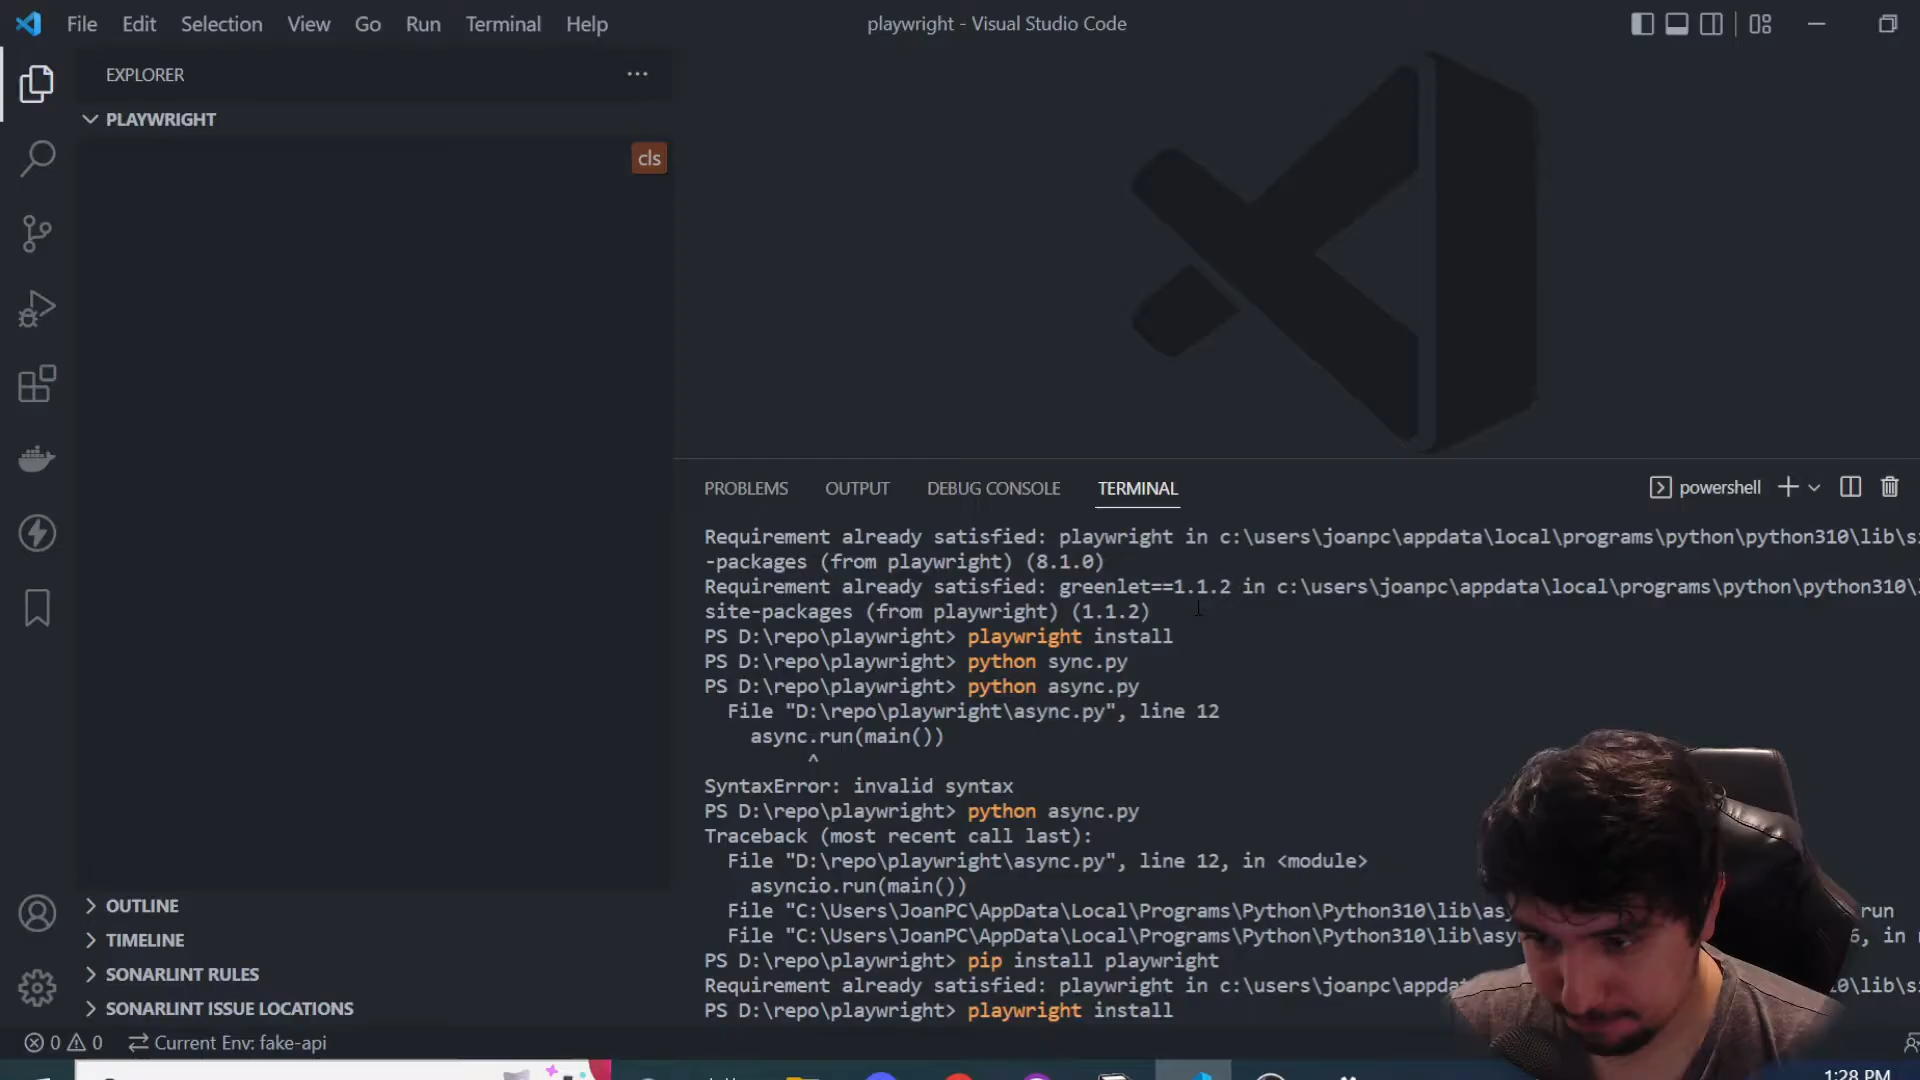 File Edit Selection View Go Run Terminal Help
playwright - Visual Studio Code
EXPLORER
PLAYWRIGHT
cls
PROBLEMS OUTPUT DEBUG CONSOLE TERMINAL
powershell
Requirement already satisfied: playwright in c:\users\joanpc\appdata\local\programs\python\python310\lib\si
-packages (from playwright) (8.1.0)
Requirement already satisfied: greenlet==1.1.2 in c:\users\joanpc\appdata\local\programs\python\python310\
site-packages (from playwright) (1.1.2)
PS D:\repo\playwright> playwright install
PS D:\repo\playwright> python sync.py
PS D:\repo\playwright> python async.py
File "D:\repo\playwright\async.py", line 12
async.run(main())
^
SyntaxError: invalid syntax
PS D:\repo\playwright> python async.py
Traceback (most recent call last):
File "D:\repo\playwright\async.py", line 12, in <module>
asyncio.run(main())
File "C:\Users\JoanPC\AppData\Local\Programs\Python\Python310\lib\asy run
File "C:\Users\JoanPC\AppData\Local\Programs\Python\Python310\lib\asy 6, in
PS D:\repo\playwright> pip install playwright
Requirement already satisfied: playwright in c:\users\joanpc\appda
PS D:\repo\playwright> playwright install
OUTLINE
TIMELINE
SONARLINT RULES
SONARLINT ISSUE LOCATIONS
0 0 Current Env: fake-api
1:28 PM